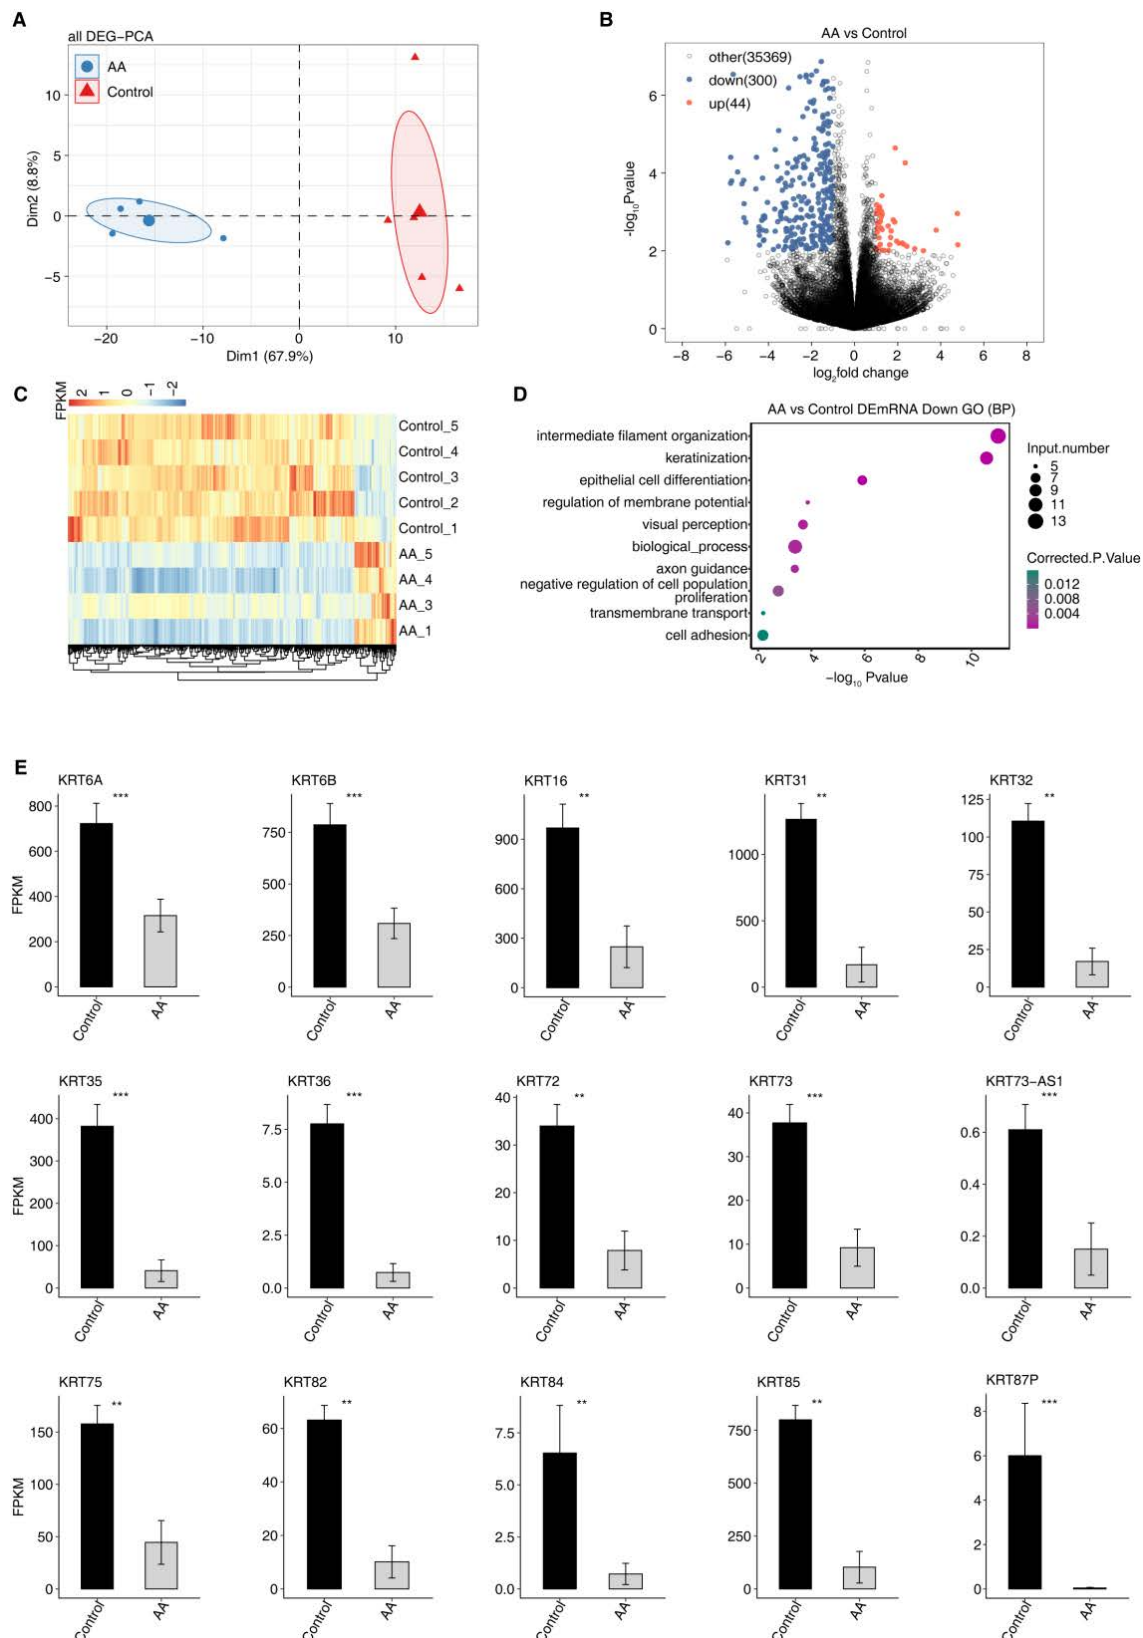 A
all DEG−PCA
AA
Control
10
5
0
−5
−20
−10
0
10
Dim2 (8.8%)
Dim1 (67.9%)
B
AA vs Control
other(35369)
down(300)
up(44)
6
4
2
0
−8
−6
−4
−2
0
2
4
6
8
-log10Pvalue
log2fold change
C
FPKM
2
1
0
−1
−2
Control_5
Control_4
Control_3
Control_2
Control_1
AA_5
AA_4
AA_3
AA_1
D
AA vs Control DEmRNA Down GO (BP)
intermediate filament organization
keratinization
epithelial cell differentiation
regulation of membrane potential
visual perception
biological_process
axon guidance
negative regulation of cell population
proliferation
transmembrane transport
cell adhesion
2
4
6
8
10
−log10 Pvalue
Input.number
5
7
9
11
13
Corrected.P.Value
0.012
0.008
0.004
E
KRT6A
***
800
600
400
200
0
FPKM
Control
AA
KRT6B
***
750
500
250
0
Control
AA
KRT16
**
900
600
300
0
Control
AA
KRT31
**
1000
500
0
Control
AA
KRT32
**
125
100
75
50
25
0
Control
AA
KRT35
***
400
300
200
100
0
FPKM
Control
AA
KRT36
***
7.5
5.0
2.5
0.0
Control
AA
KRT72
**
40
30
20
10
0
Control
AA
KRT73
***
40
30
20
10
0
Control
AA
KRT73−AS1
***
0.6
0.4
0.2
0.0
Control
AA
KRT75
**
150
100
50
0
FPKM
Control
AA
KRT82
**
60
40
20
0
Control
AA
KRT84
**
7.5
5.0
2.5
0.0
Control
AA
KRT85
**
750
500
250
0
Control
AA
KRT87P
***
8
6
4
2
0
Control
AA